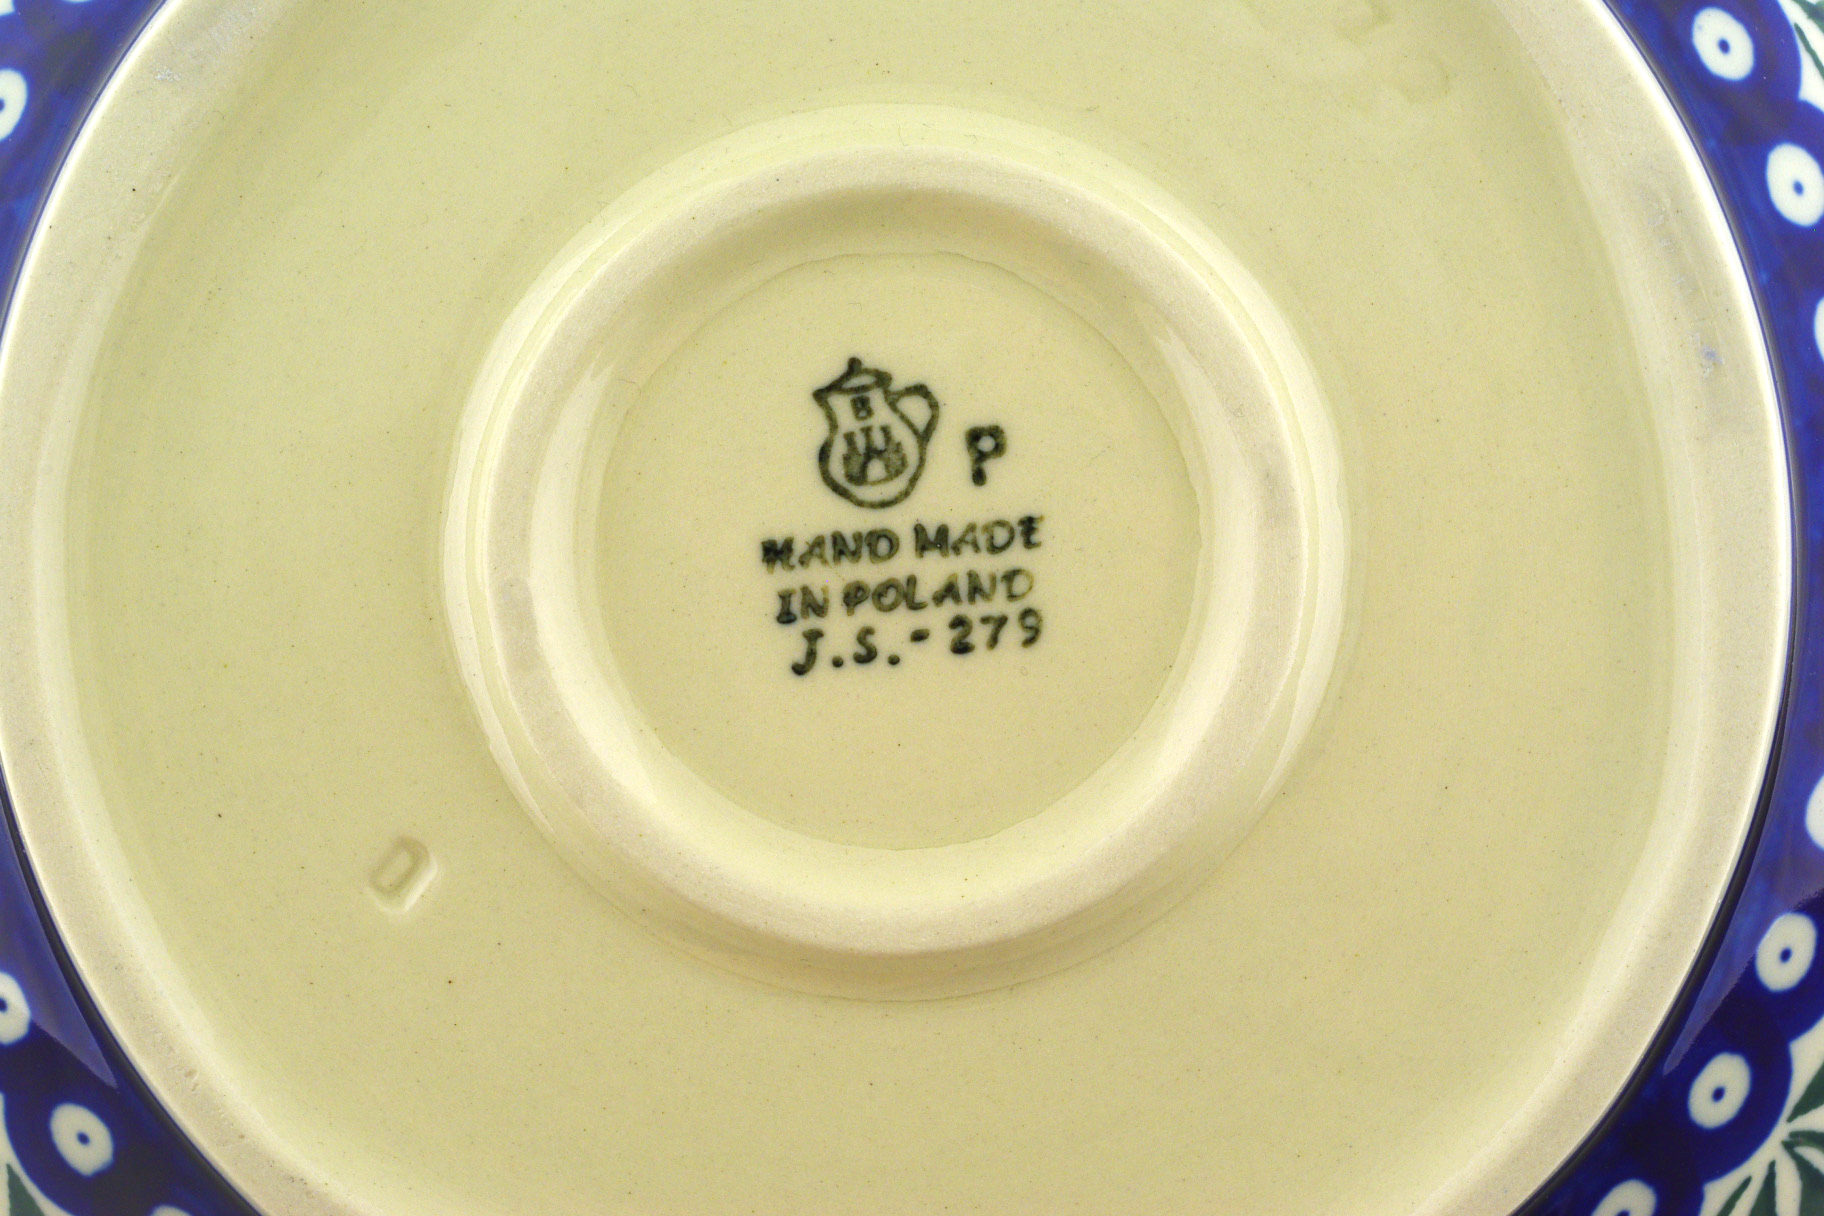 B
P
HAND MADE
IN POLAND
J.S.-279